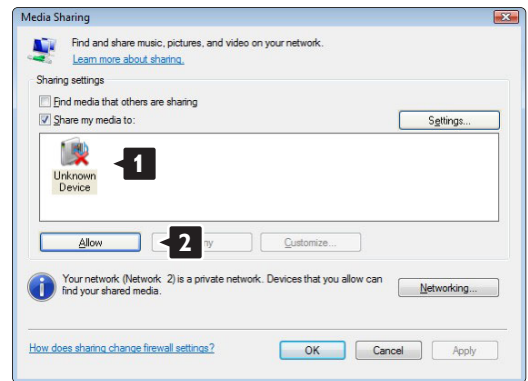 Media Sharing
Find and share music, pictures, and video on your network.
Learn more about sharing.
Sharing settings
Find media that others are sharing
Share my media to:
Settings...
1
Unknown
Device
Allow
2
ny
Customize...
Your network (Network 2) is a private network. Devices that you allow can
find your shared media.
Networking...
How does sharing change firewall settings?
OK
Cancel
Apply